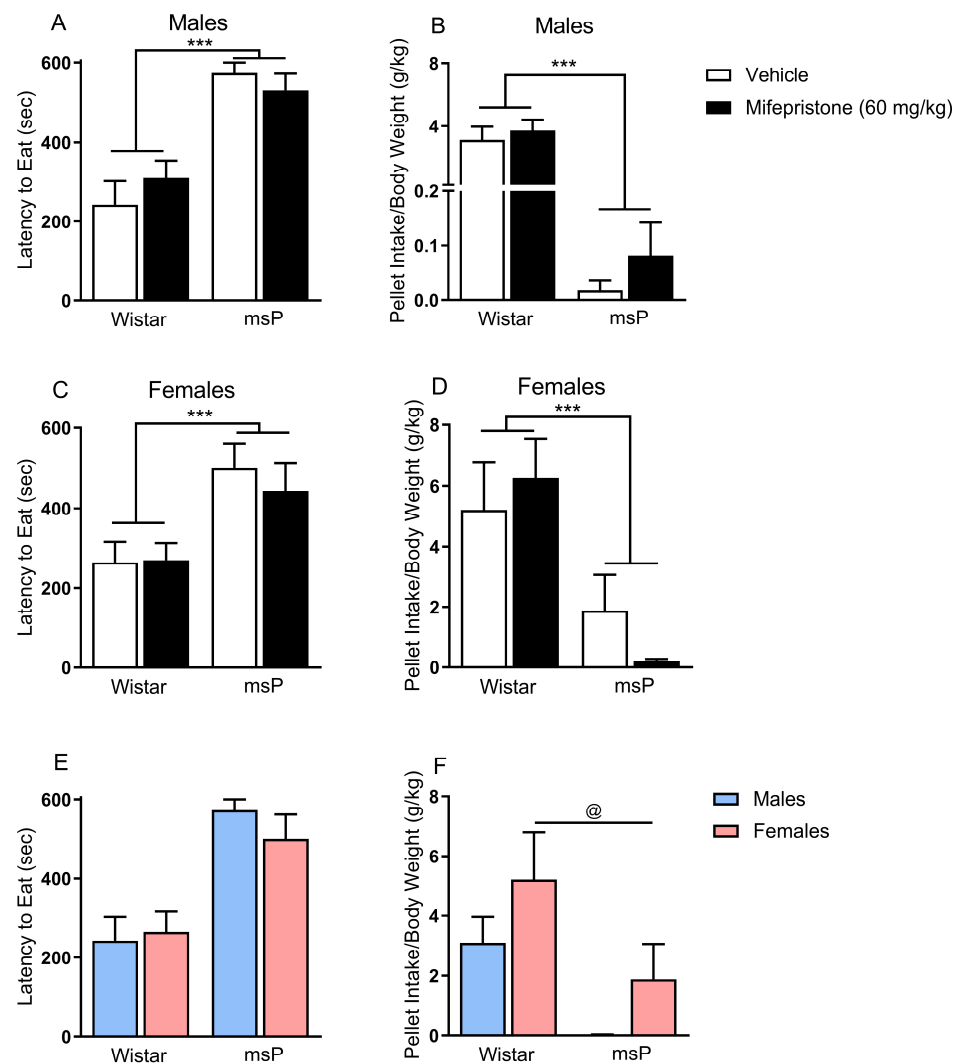 A
Males
***
Latency to Eat (sec)
600
400
200
0
Wistar
msP
B
Males
***
Pellet Intake/Body Weight (g/kg)
8
4
0.2
0.1
0.0
Wistar
msP
Vehicle
Mifepristone (60 mg/kg)
C
Females
***
Latency to Eat (sec)
600
400
200
0
Wistar
msP
D
Females
***
Pellet Intake/Body Weight (g/kg)
8
6
4
2
0
Wistar
msP
E
Latency to Eat (sec)
600
400
200
0
Wistar
msP
F
@
Pellet Intake/Body Weight (g/kg)
8
6
4
2
0
Wistar
msP
Males
Females